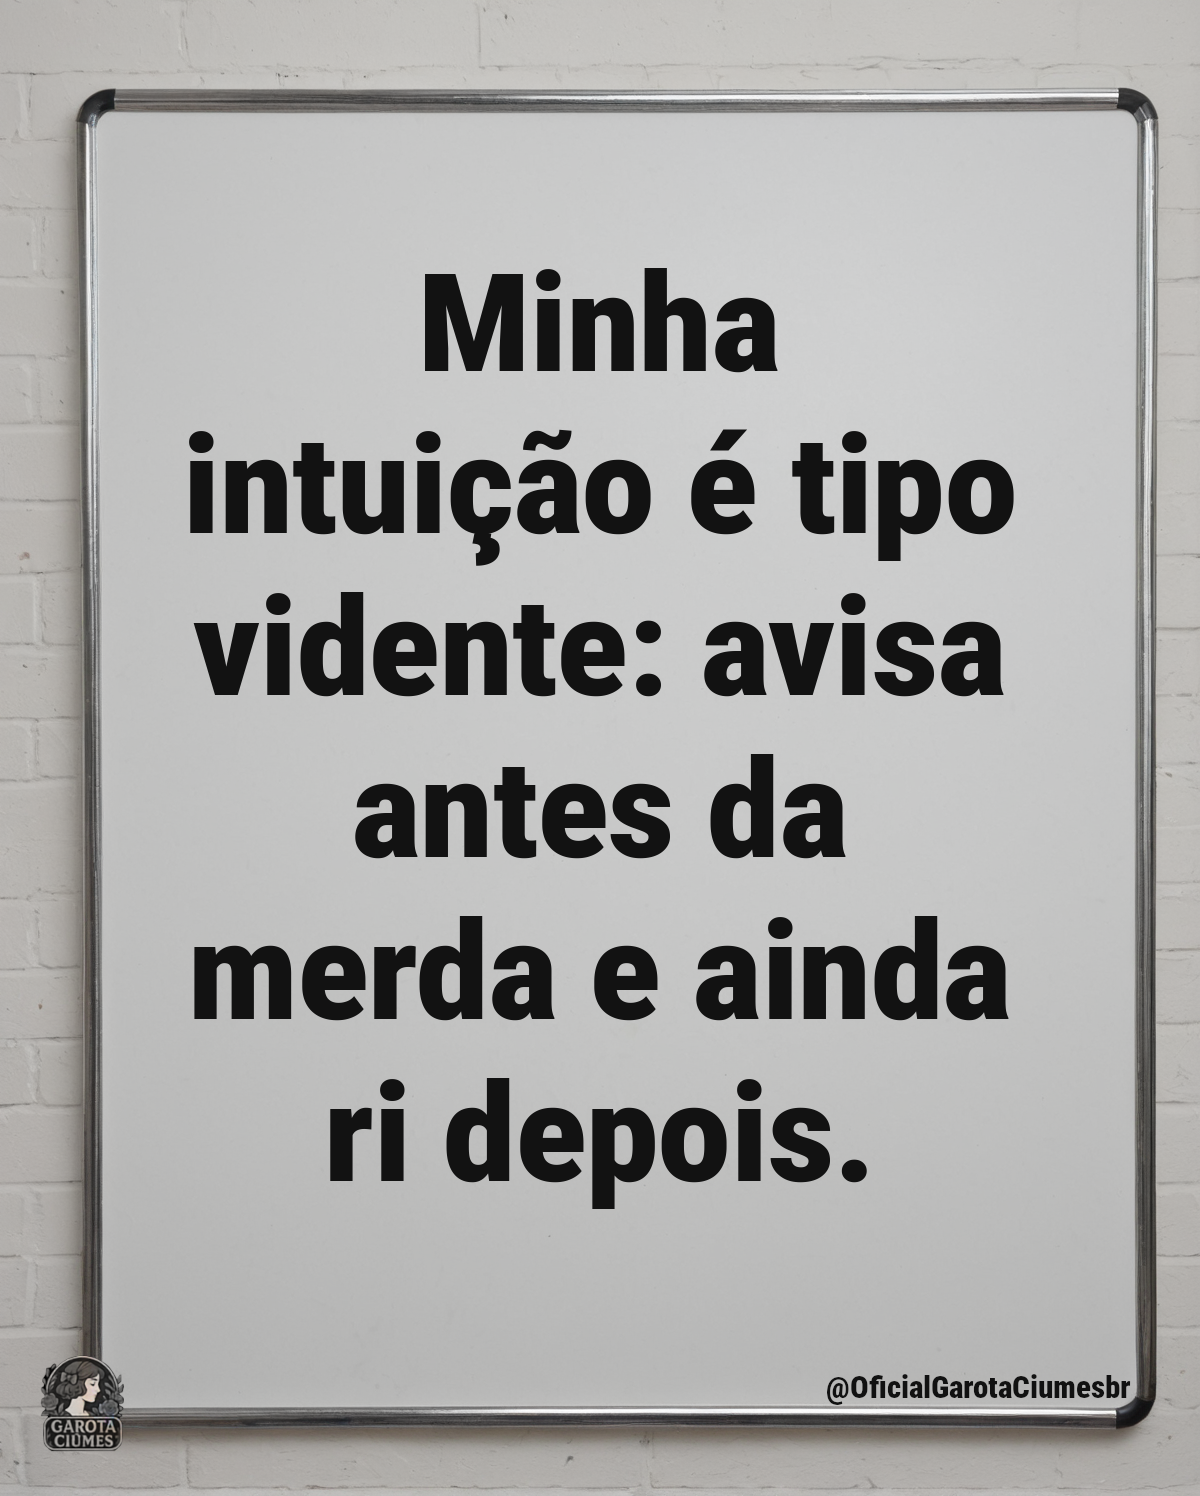 Minha
intuição é tipo
vidente: avisa
antes da
merda e ainda
ri depois.
@OficialGarotaCiumesbr
GAROTA
CIÚMES